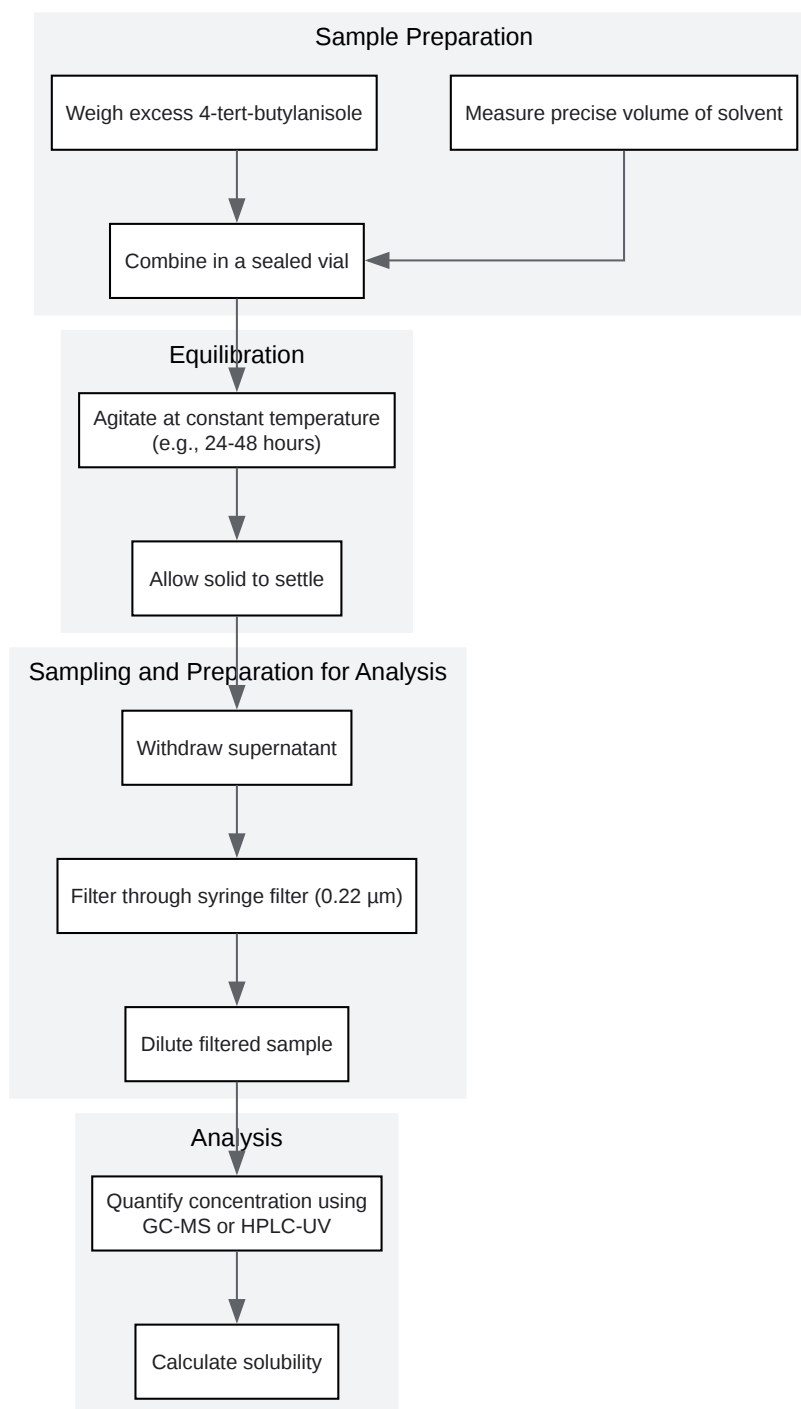 Sample Preparation
Weigh excess 4-tert-butylanisole
Measure precise volume of solvent
Combine in a sealed vial
Equilibration
Agitate at constant temperature
(e.g., 24-48 hours)
Allow solid to settle
Sampling and Preparation for Analysis
Withdraw supernatant
Filter through syringe filter (0.22 µm)
Dilute filtered sample
Analysis
Quantify concentration using
GC-MS or HPLC-UV
Calculate solubility